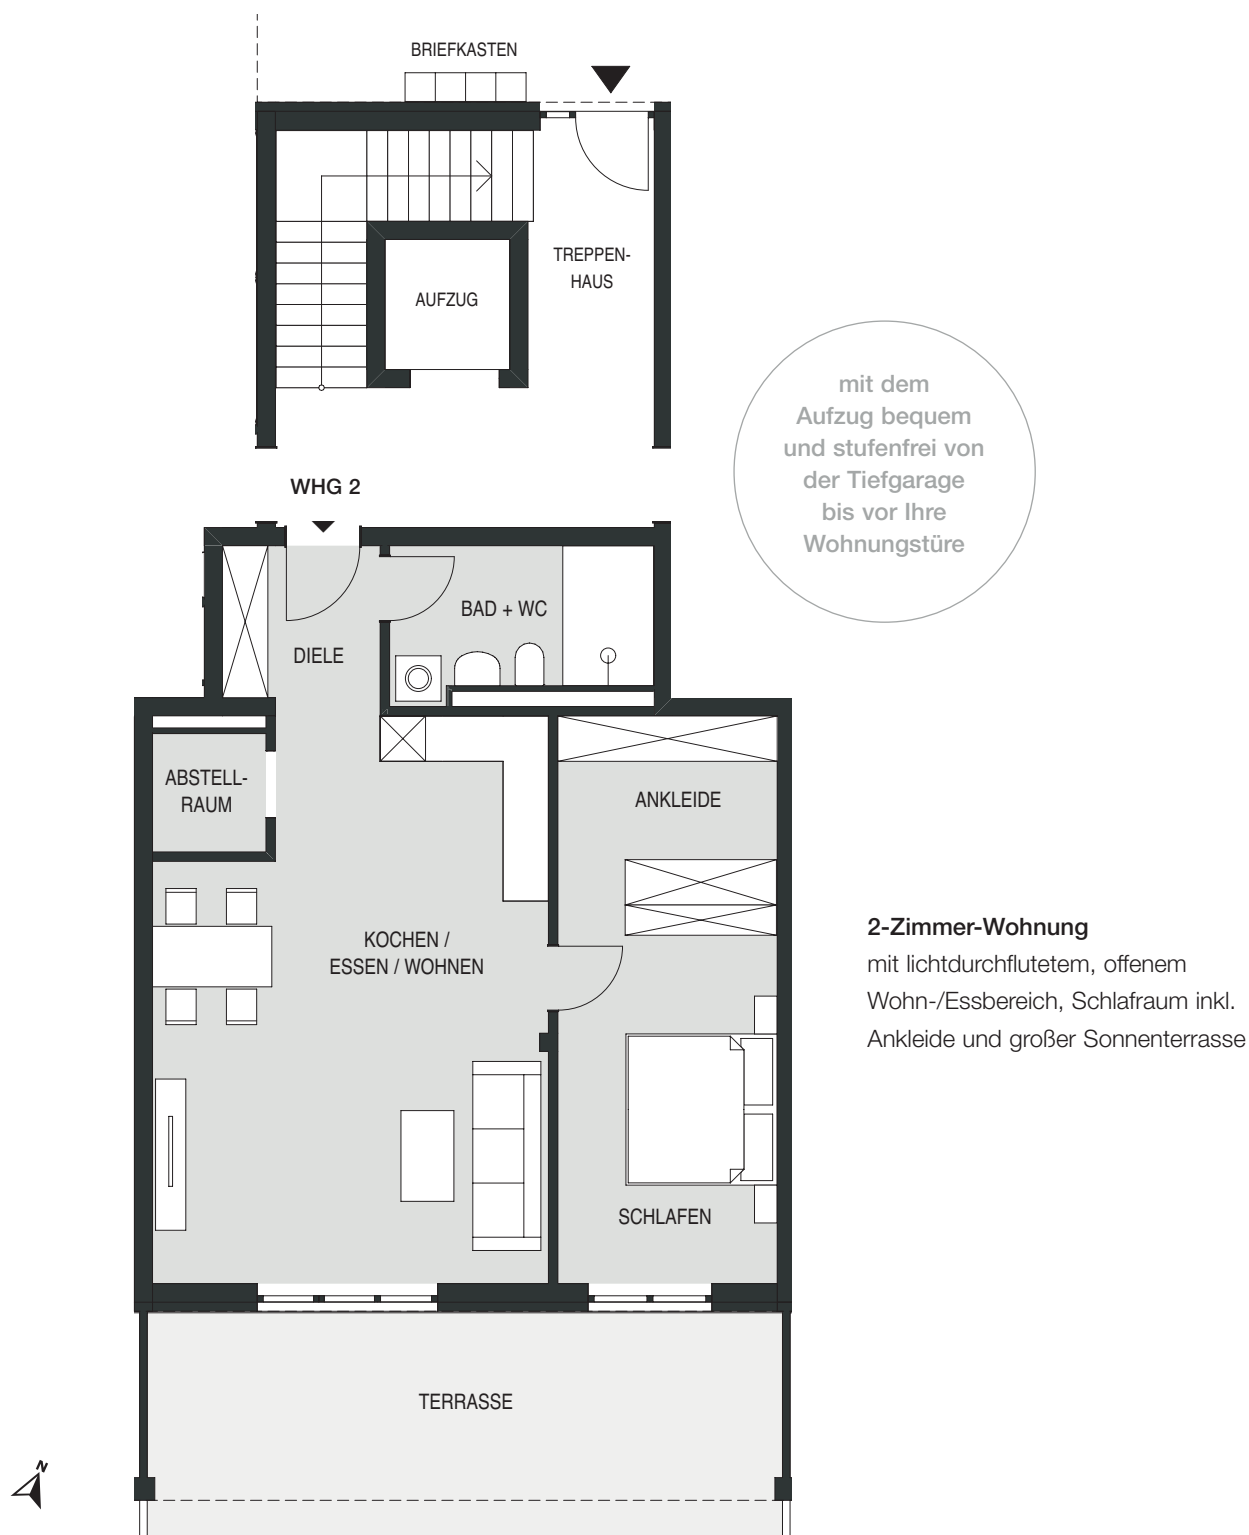 BRIEFKASTEN
TREPPEN-
HAUS
AUFZUG
mit dem
Aufzug bequem
und stufenfrei von
der Tiefgarage
bis vor Ihre
Wohnungstüre
WHG 2
BAD + WC
DIELE
ABSTELL-
RAUM
ANKLEIDE
KOCHEN /
ESSEN / WOHNEN
2-Zimmer-Wohnung
mit lichtdurchflutetem, offenem
Wohn-/Essbereich, Schlafraum inkl.
Ankleide und großer Sonnenterrasse
SCHLAFEN
TERRASSE
N